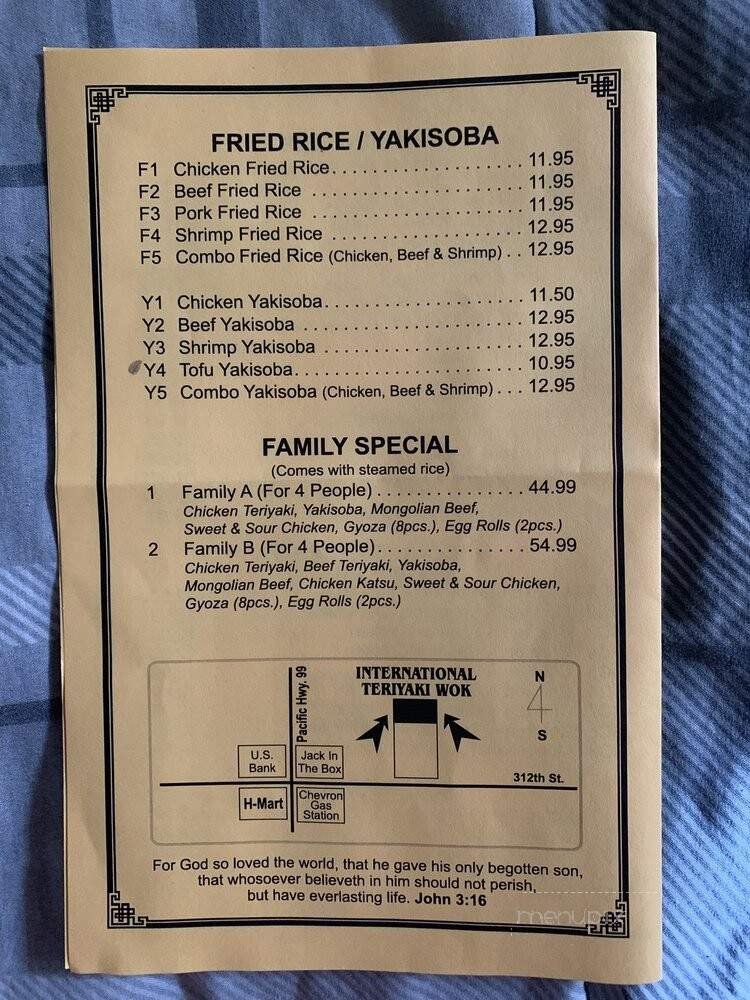 FRIED RICE / YAKISOBA
F1 Chicken Fried Rice. . . . . . . . . . . . . . . . . . . . 11.95
F2 Beef Fried Rice . . . . . . . . . . . . . . . . . . . . . . 11.95
F3 Pork Fried Rice . . . . . . . . . . . . . . . . . . . . . . 11.95
F4 Shrimp Fried Rice . . . . . . . . . . . . . . . . . . . . 12.95
F5 Combo Fried Rice (Chicken, Beef & Shrimp) . . 12.95
Y1 Chicken Yakisoba. . . . . . . . . . . . . . . . . . . . . 11.50
Y2 Beef Yakisoba . . . . . . . . . . . . . . . . . . . . . . . 12.95
Y3 Shrimp Yakisoba . . . . . . . . . . . . . . . . . . . . . 12.95
Y4 Tofu Yakisoba. . . . . . . . . . . . . . . . . . . . . . . . 10.95
Y5 Combo Yakisoba (Chicken, Beef & Shrimp) . . . 12.95
FAMILY SPECIAL
(Comes with steamed rice)
1 Family A (For 4 People) . . . . . . . . . . . . . . . 44.99
Chicken Teriyaki, Yakisoba, Mongolian Beef,
Sweet & Sour Chicken, Gyoza (8pcs.), Egg Rolls (2pcs.)
2 Family B (For 4 People). . . . . . . . . . . . . . . 54.99
Chicken Teriyaki, Beef Teriyaki, Yakisoba,
Mongolian Beef, Chicken Katsu, Sweet & Sour Chicken,
Gyoza (8pcs.), Egg Rolls (2pcs.)
Pacific Hwy. 99
INTERNATIONAL
TERIYAKI WOK
N
S
U.S.
Bank
Jack In
The Box
312th St.
H-Mart
Chevron
Gas
Station
For God so loved the world, that he gave his only begotten son,
that whosoever believeth in him should not perish,
but have everlasting life. John 3:16